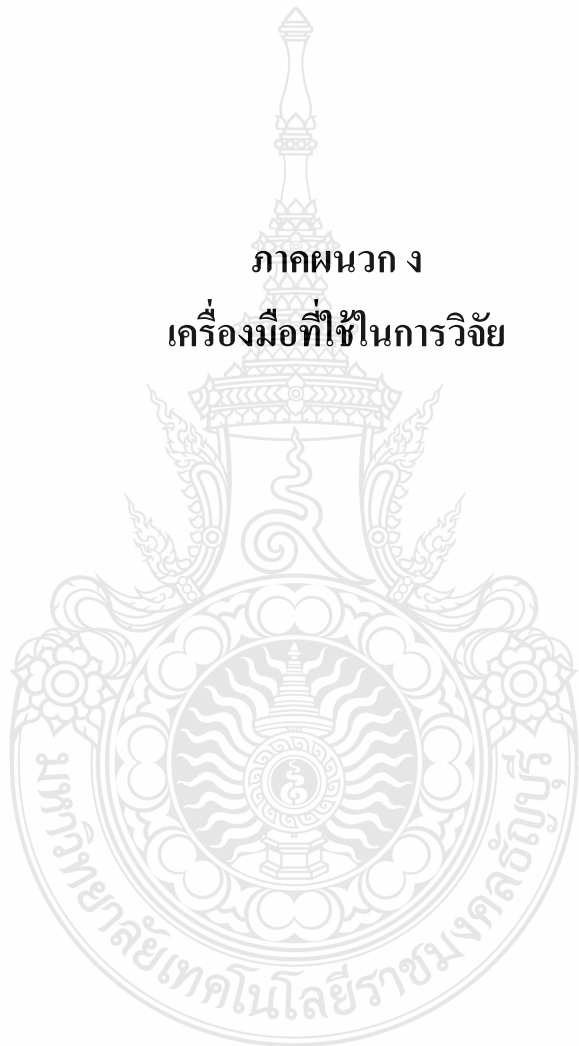 ภาคผนวก ง
เครื่องมือที่ใช้ในการวิจัย
มหาวิทยาลัยเทคโนโลยีราชมงคลธัญบุรี